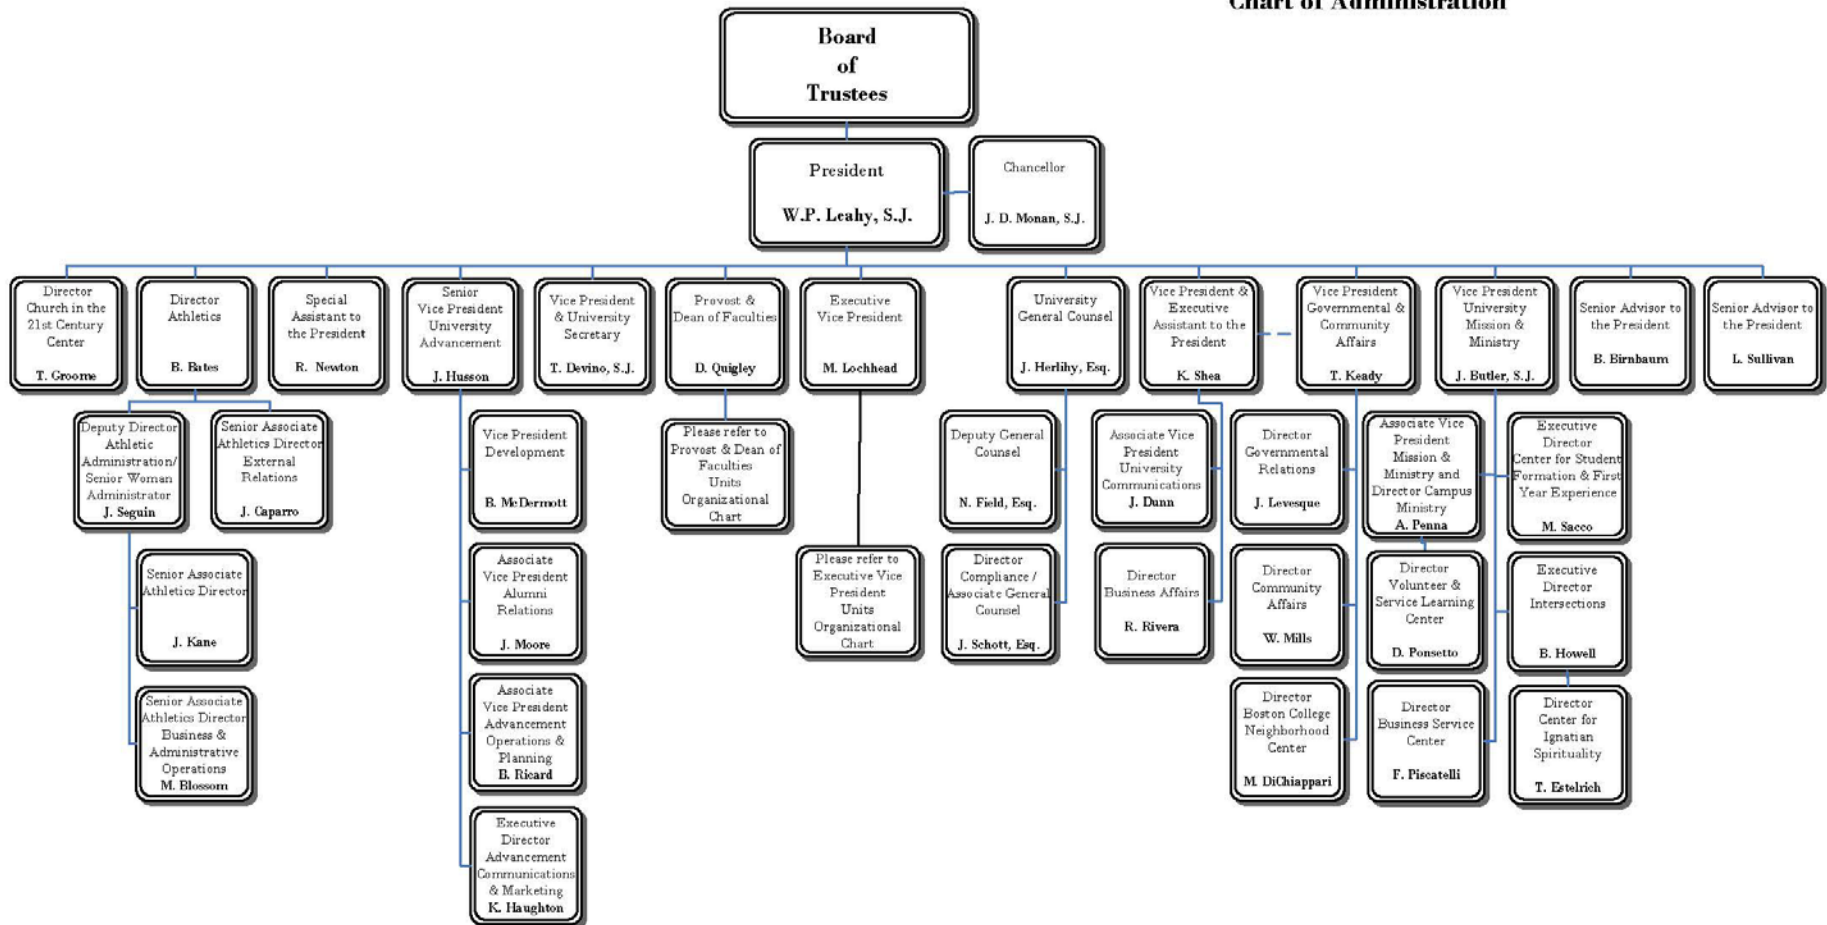 Chart of Administration
Board
of
Trustees
President
W.P. Leahy, S.J.
Chancellor
J. D. Monan, S.J.
Director
Church in the
21st Century
Center
T. Groome
Director
Athletics
B. Bates
Special
Assistant to
the President
R. Newton
Senior
Vice President
University
Advancement
J. Husson
Vice President
& University
Secretary
T. Devino, S.J.
Provost &
Dean of Faculties
D. Quigley
Executive
Vice President
M. Lochhead
University
General Counsel
J. Herlihy, Esq.
Vice President &
Executive
Assistant to the
President
K. Shea
Vice President
Governmental &
Community
Affairs
T. Keady
Vice President
University
Mission &
Ministry
J. Butler, S.J.
Senior Advisor to
the President
B. Birnbaum
Senior Advisor to
the President
L. Sullivan
Deputy Director
Athletic
Administration/
Senior Woman
Administrator
J. Seguin
Senior Associate
Athletics Director
External
Relations
J. Caparro
Vice President
Development
B. McDermott
Please refer to
Provost & Dean of
Faculties
Units
Organizational
Chart
Deputy General
Counsel
N. Field, Esq.
Associate Vice
President
University
Communications
J. Dunn
Director
Governmental
Relations
J. Levesque
Associate Vice
President
Mission &
Ministry and
Director Campus
Ministry
A. Penna
Executive
Director
Center for Student
Formation & First
Year Experience
M. Sacco
Senior Associate
Athletics Director
J. Kane
Associate
Vice President
Alumni
Relations
J. Moore
Please refer to
Executive Vice
President
Units
Organizational
Chart
Director
Compliance /
Associate General
Counsel
J. Schott, Esq.
Director
Business Affairs
R. Rivera
Director
Community
Affairs
W. Mills
Director
Volunteer &
Service Learning
Center
D. Ponsetto
Executive
Director
Intersections
B. Howell
Senior Associate
Athletics Director
Business &
Administrative
Operations
M. Blossom
Associate
Vice President
Advancement
Operations &
Planning
B. Ricard
Director
Boston College
Neighborhood
Center
M. DiChiappari
Director
Business Service
Center
F. Piscatelli
Director
Center for
Ignatian
Spirituality
T. Estelrich
Executive
Director
Advancement
Communications
& Marketing
K. Haughton